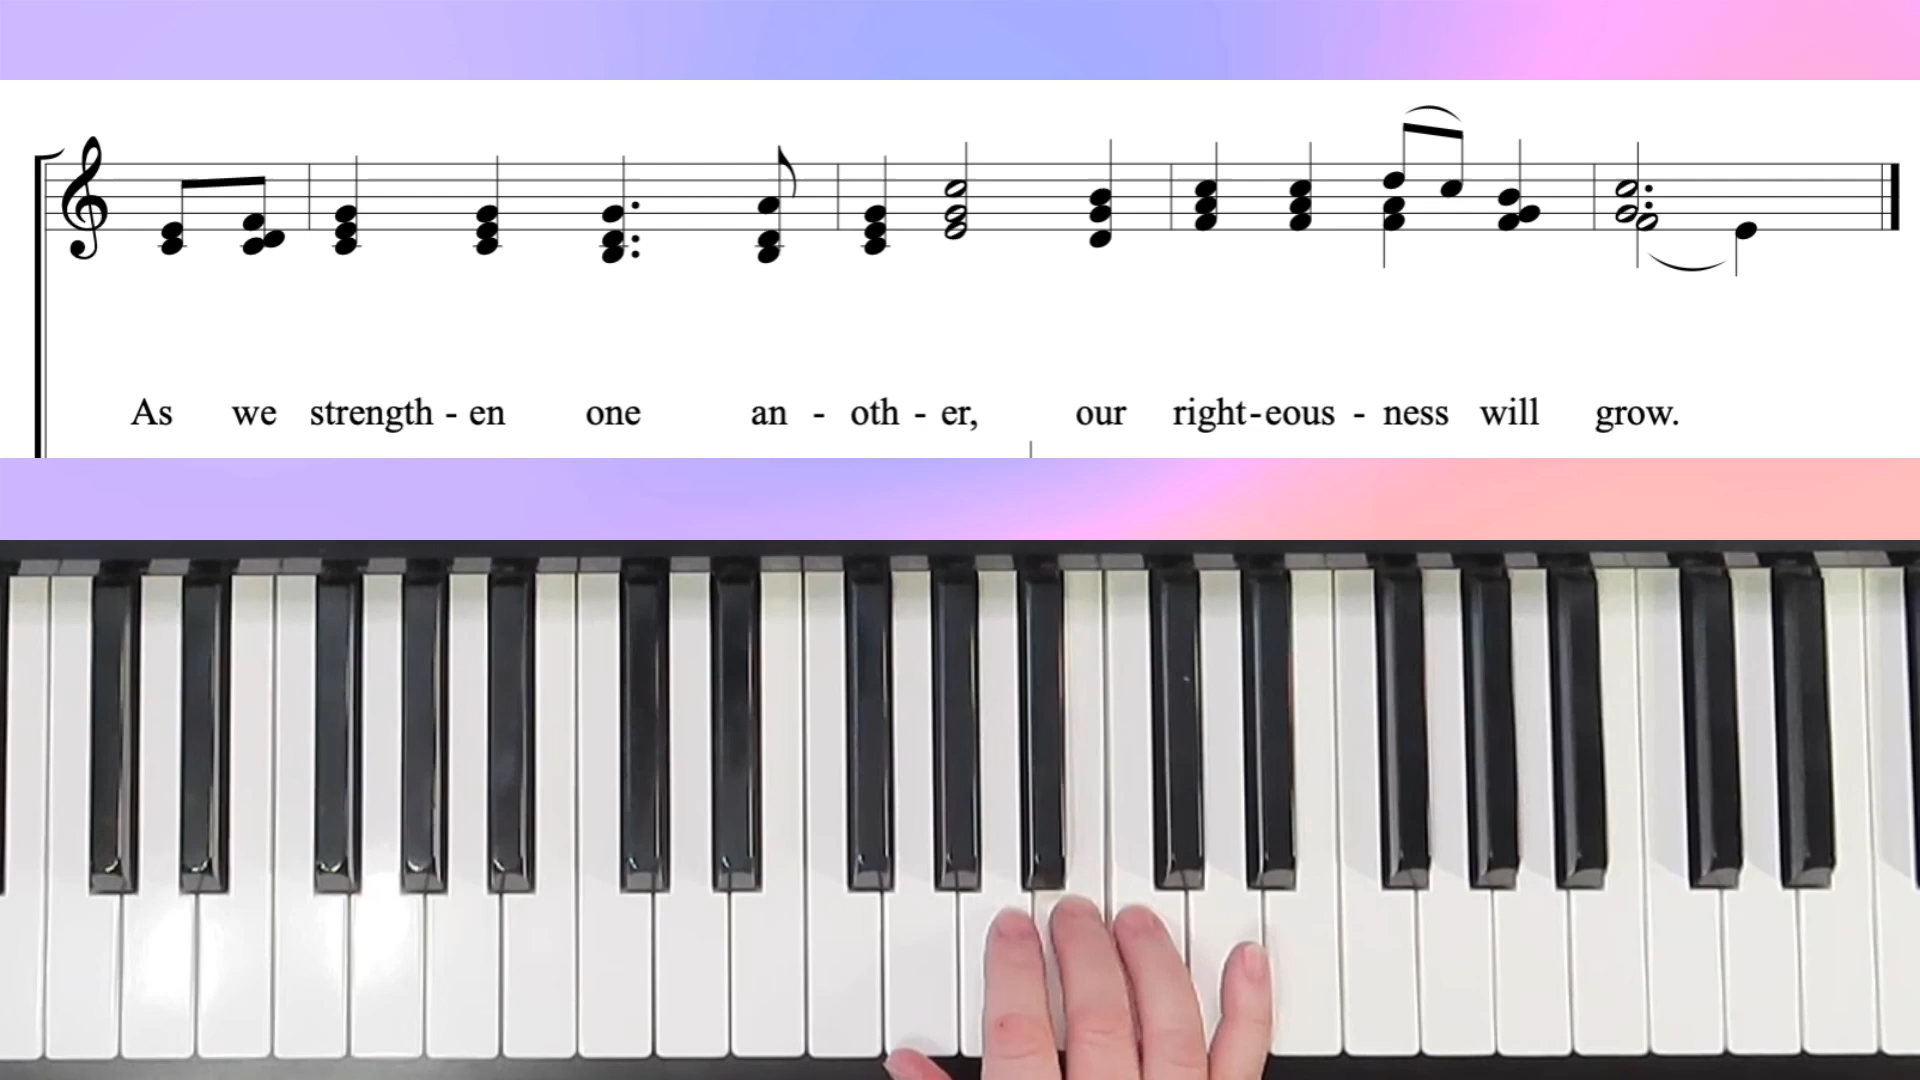 As we strength - en one an - oth - er, our right - eous - ness will grow.